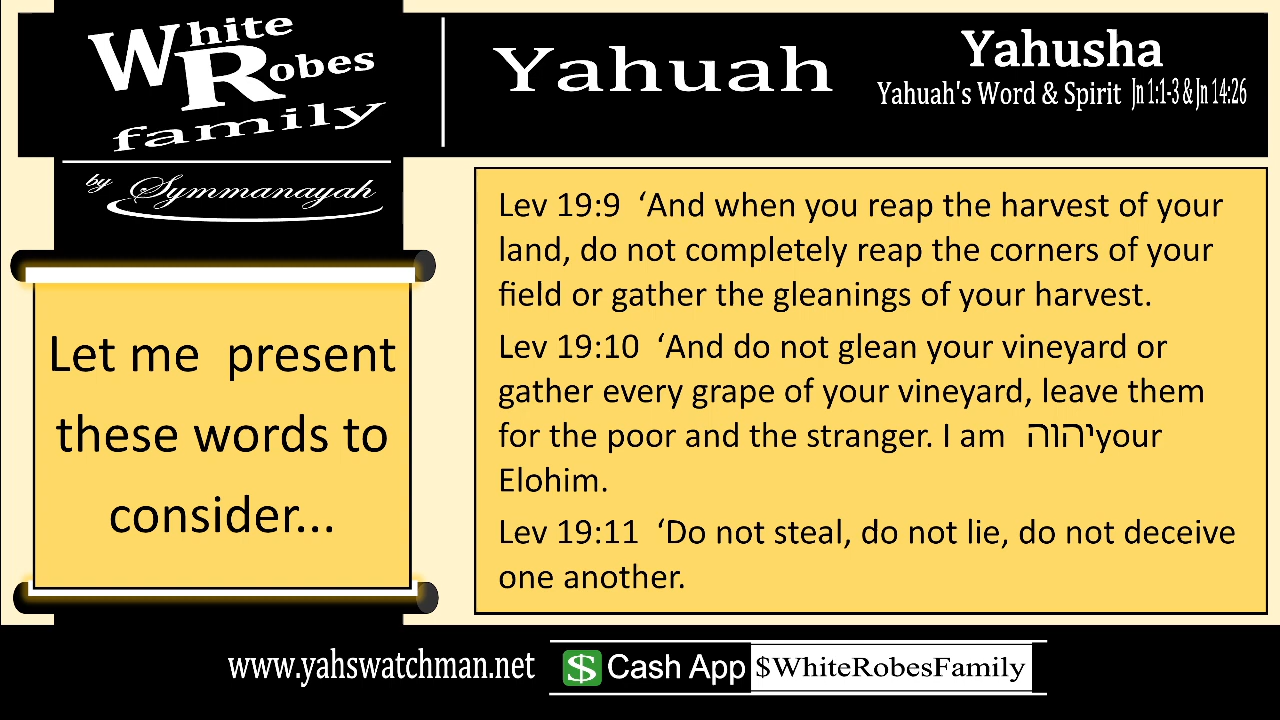 White
Robes
family
by Symmanayah
Yahuah
Yahusha
Yahuah's Word & Spirit Jn 1:1-3 & Jn 14:26
Let me present
these words to
consider...
Lev 19:9 ‘And when you reap the harvest of your
land, do not completely reap the corners of your
field or gather the gleanings of your harvest.
Lev 19:10 ‘And do not glean your vineyard or
gather every grape of your vineyard, leave them
for the poor and the stranger. I am יהוה your
Elohim.
Lev 19:11 ‘Do not steal, do not lie, do not deceive
one another.
www.yahswatchman.net $ Cash App $WhiteRobesFamily